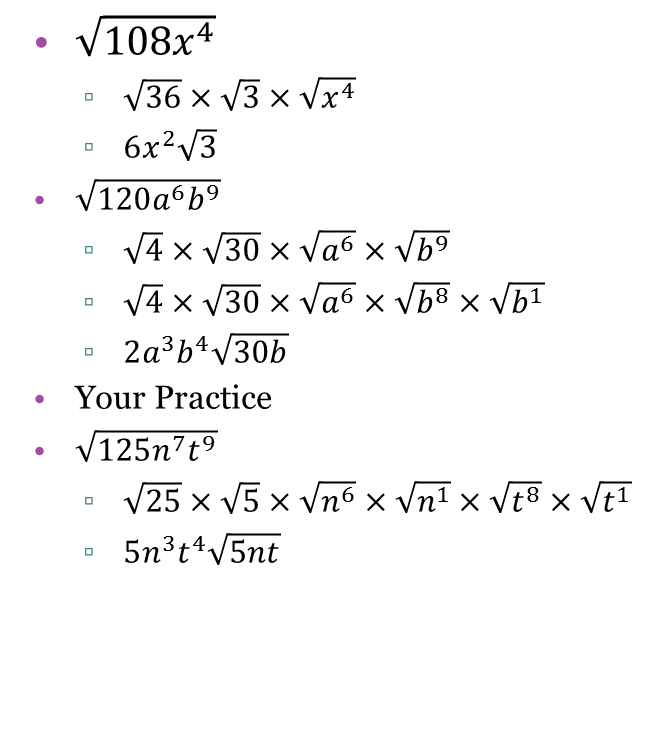 • √108x⁴
▫ √36 × √3 × √x⁴
▫ 6x²√3
• √120a⁶b⁹
▫ √4 × √30 × √a⁶ × √b⁹
▫ √4 × √30 × √a⁶ × √b⁸ × √b¹
▫ 2a³b⁴√30b
• Your Practice
• √125n⁷t⁹
▫ √25 × √5 × √n⁶ × √n¹ × √t⁸ × √t¹
▫ 5n³t⁴√5nt